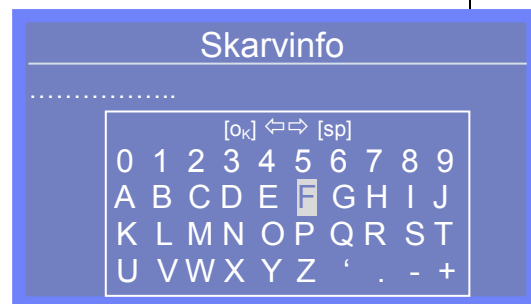 Skarvinfo
.................
[oK] ⇦⇨ [sp]
0 1 2 3 4 5 6 7 8 9
A B C D E F G H I J
K L M N O P Q R S T
U V W X Y Z ‘ . - +